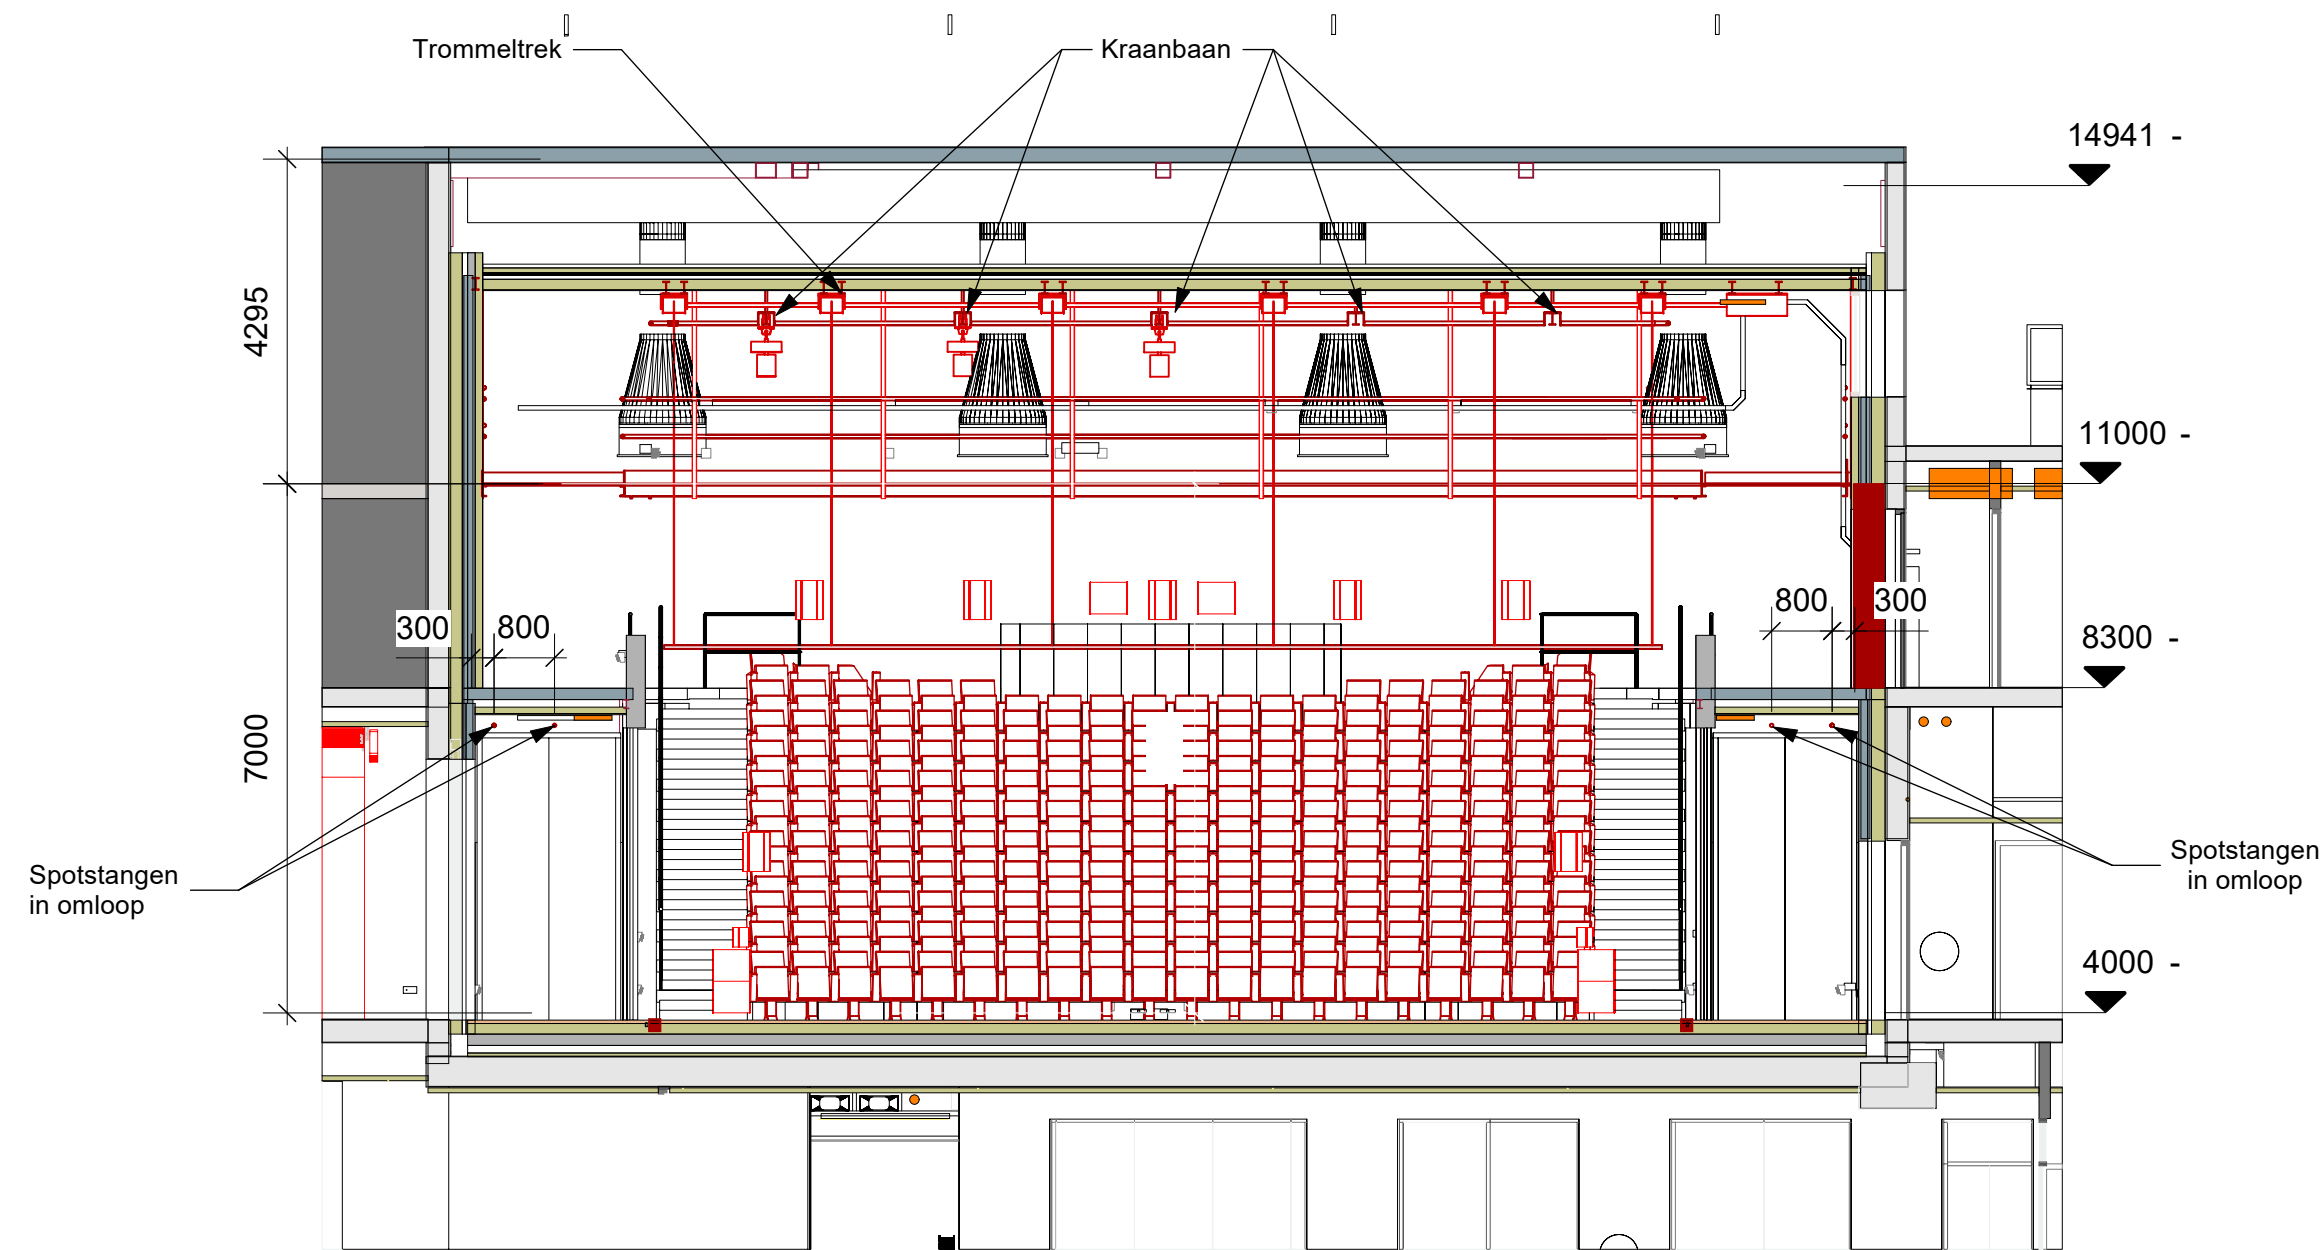 Trommeltrek
Kraanbaan
14941 -
11000 -
4295
800
300
300
800
8300 -
7000
Spotstangen
in omloop
Spotstangen
in omloop
4000 -